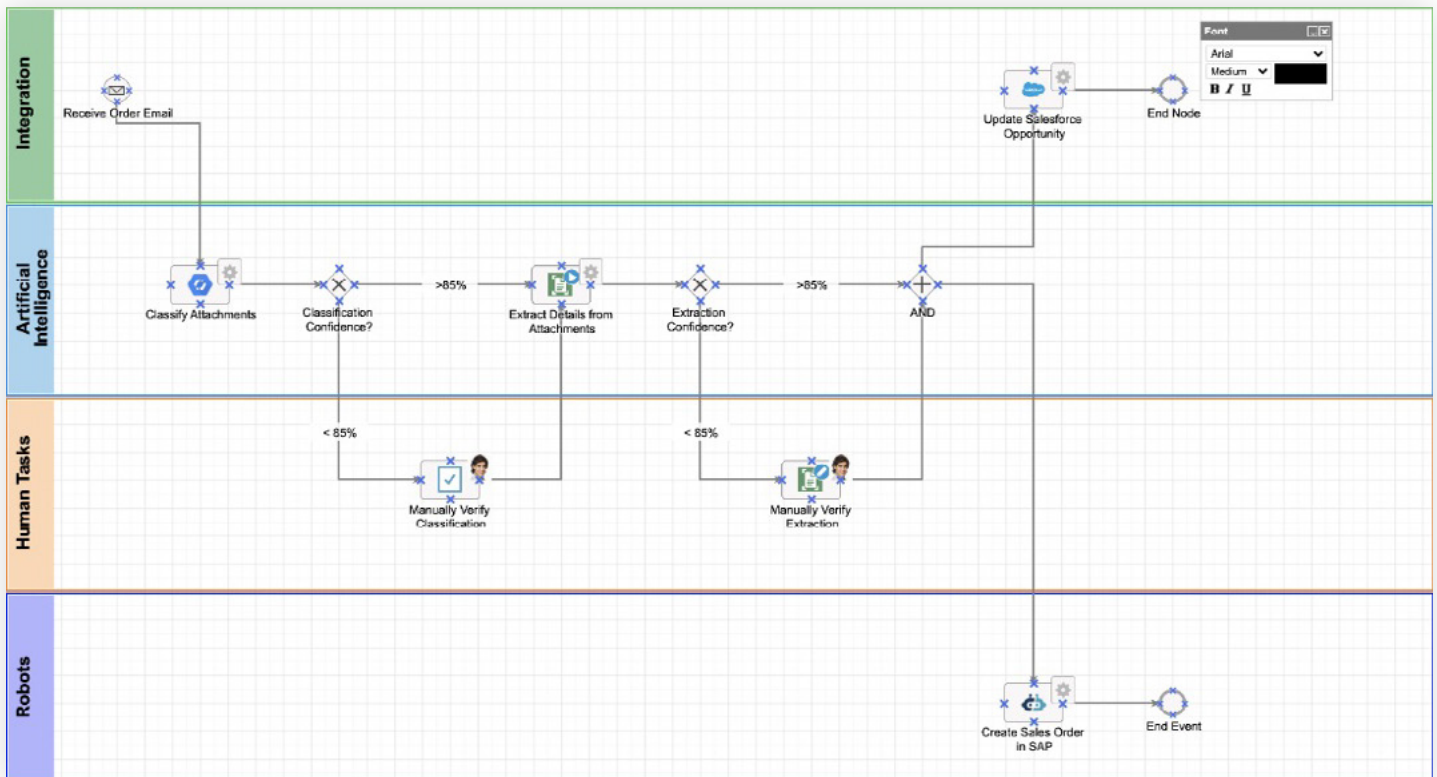 Integration
Font
Arial
Medium
B I U
Receive Order Email
Update Salesforce
Opportunity
End Node
Artificial
Intelligence
>85%
>85%
Classify Attachments
Classification
Confidence?
Extract Details from
Attachments
Extraction
Confidence?
AND
Human Tasks
< 85%
< 85%
Manually Verify
Classification
Manually Verify
Extraction
Robots
Create Sales Order
in SAP
End Event